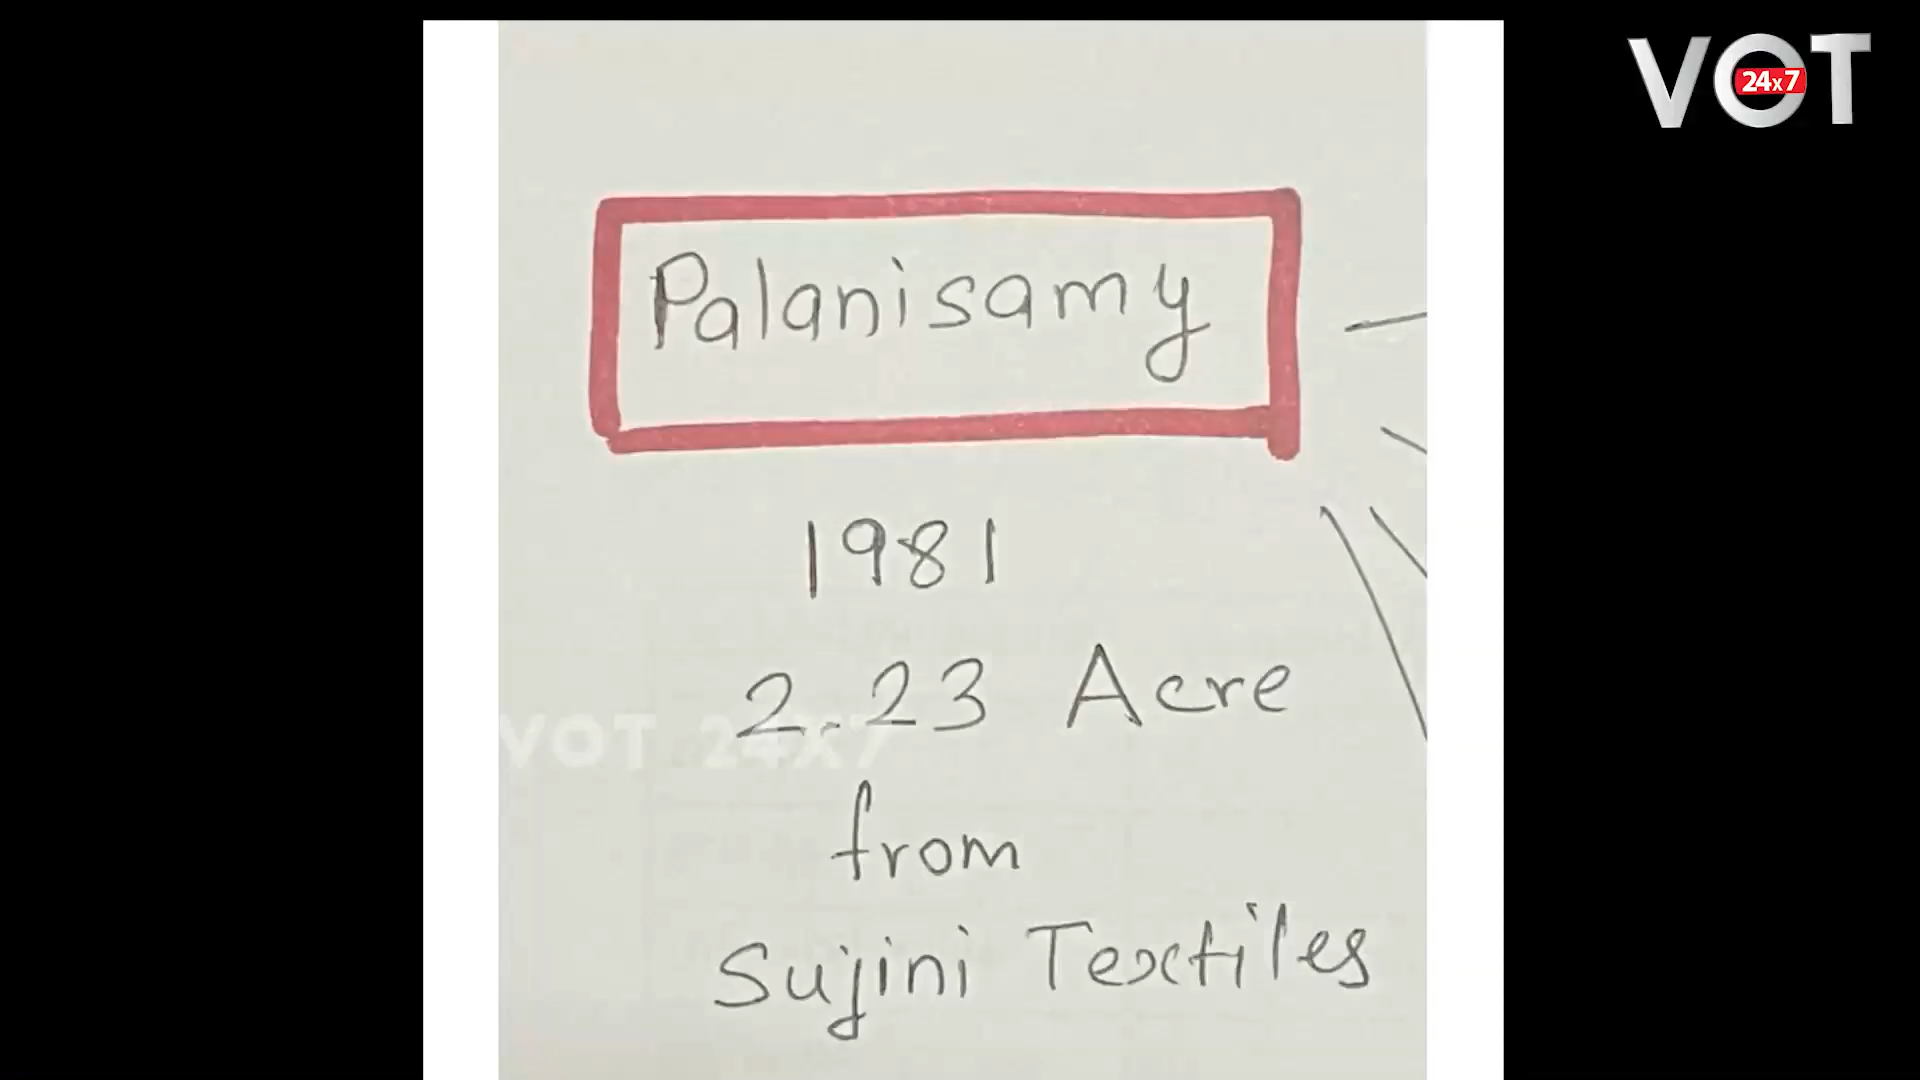 VOT
24x7
Palanisamy
1981
2.23 Acre
VOT 24X7
from
Sujini Textiles